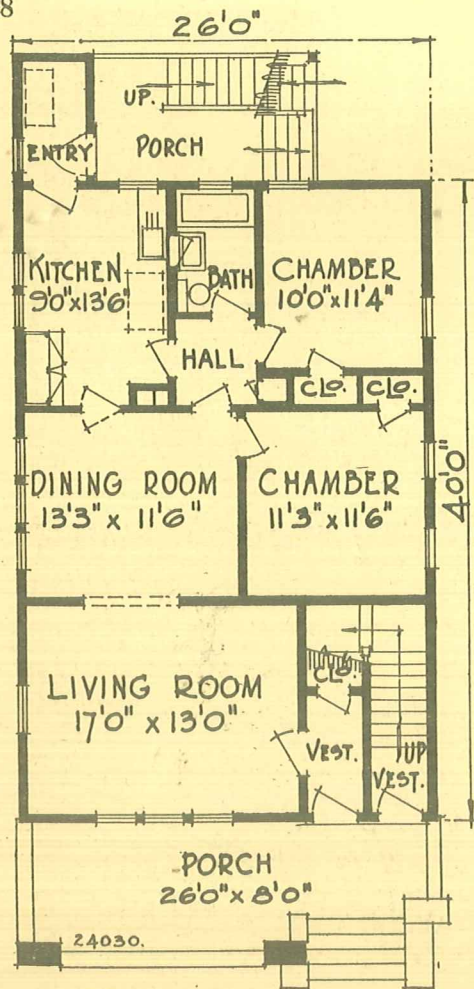 8
26'0"
UP.
ENTRY
PORCH
KITCHEN
9'0"x13'6"
BATH
CHAMBER
10'0"x11'4"
HALL
CLO.
CLO.
DINING ROOM
13'3" x 11'6"
CHAMBER
11'3"x11'6"
40'0"
LIVING ROOM
17'0" x 13'0"
CLO.
VEST.
UP
VEST.
PORCH
26'0" x 8'0"
24030.